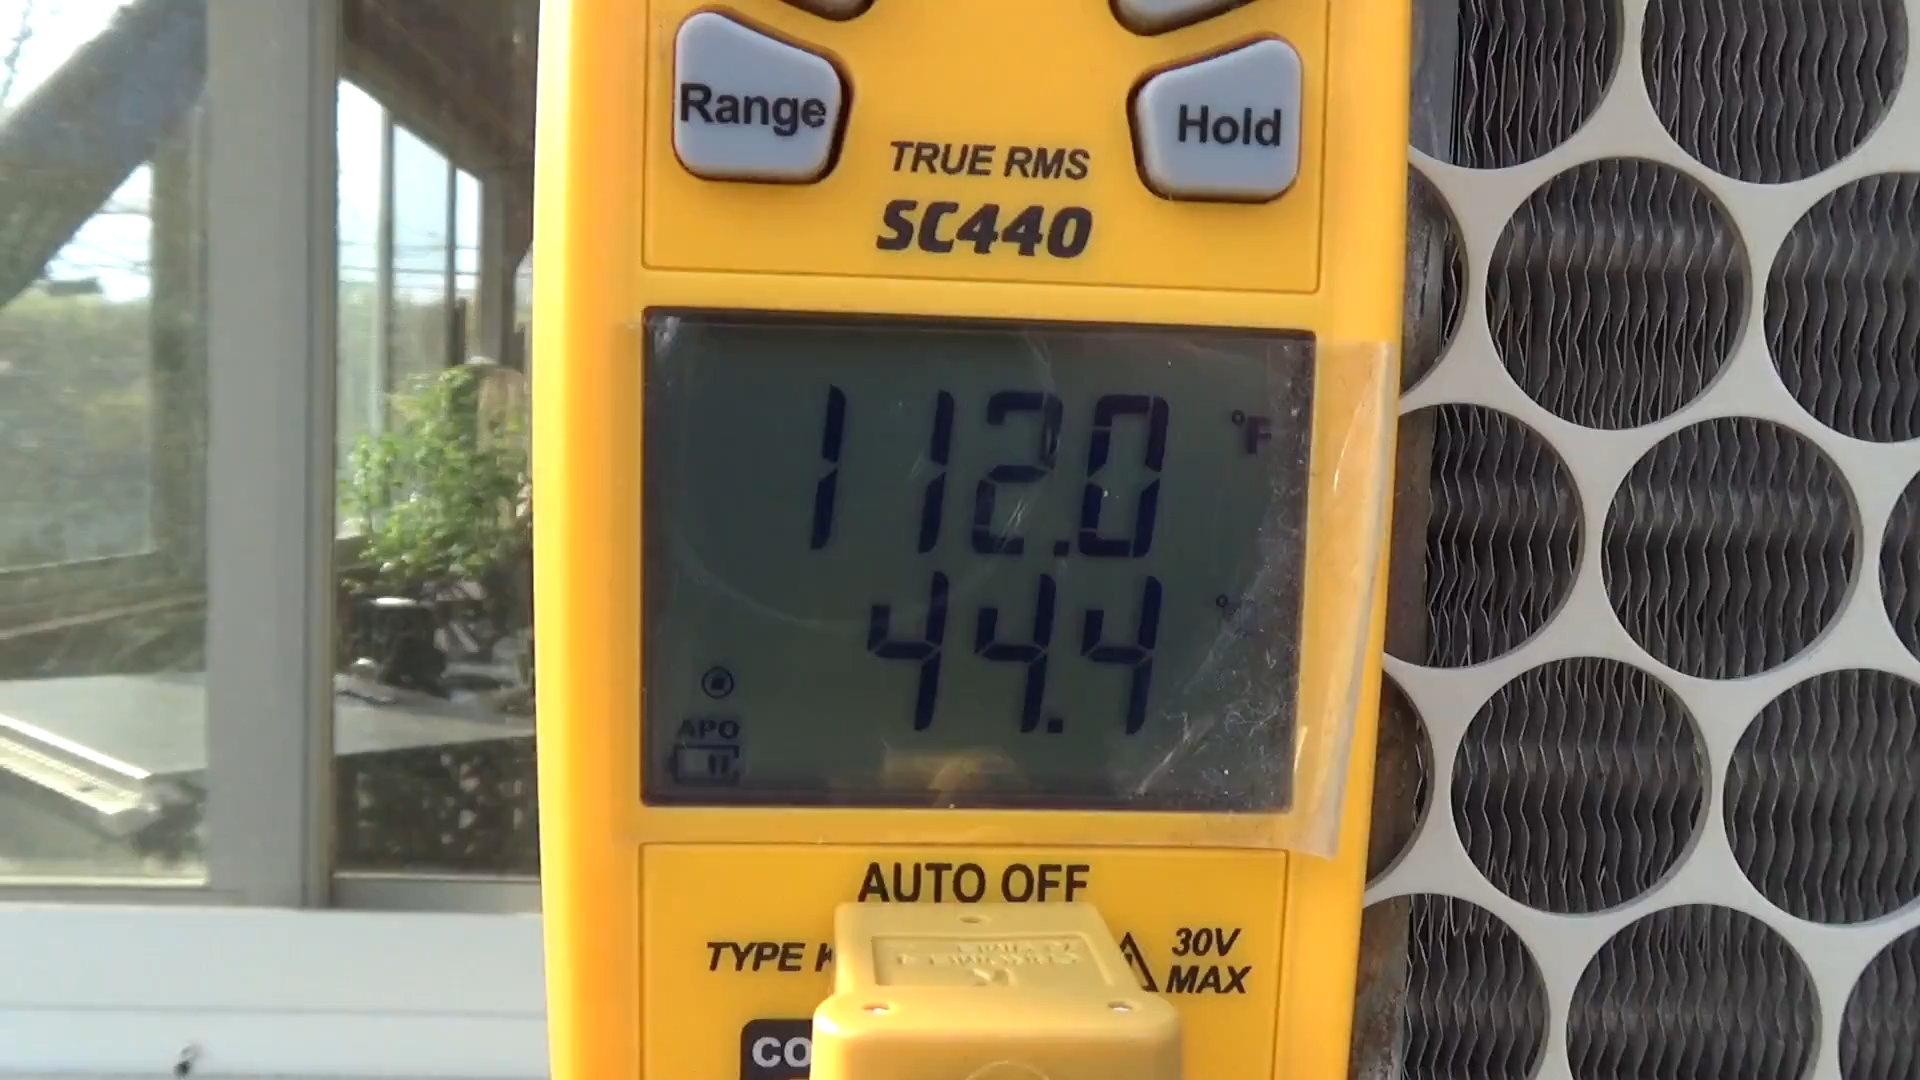 Range
Hold
TRUE RMS
SC440
112.0 °F
44.4 °
APO
AUTO OFF
TYPE K
30V
MAX
CO